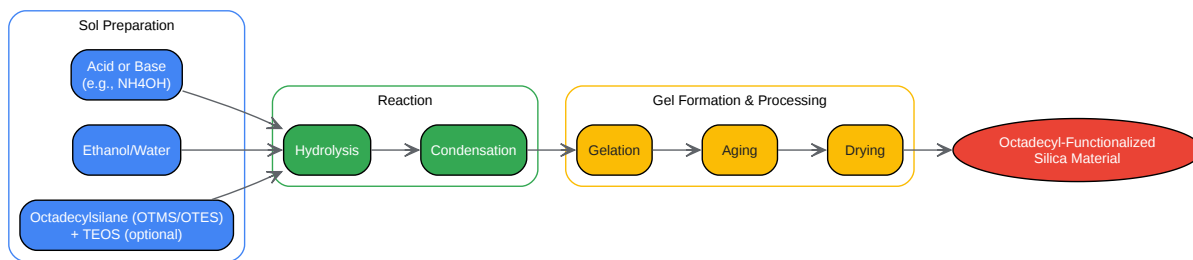 Sol Preparation
Acid or Base
(e.g., NH4OH)
Ethanol/Water
Octadecylsilane (OTMS/OTES)
+ TEOS (optional)
Reaction
Hydrolysis
Condensation
Gel Formation & Processing
Gelation
Aging
Drying
Octadecyl-Functionalized
Silica Material